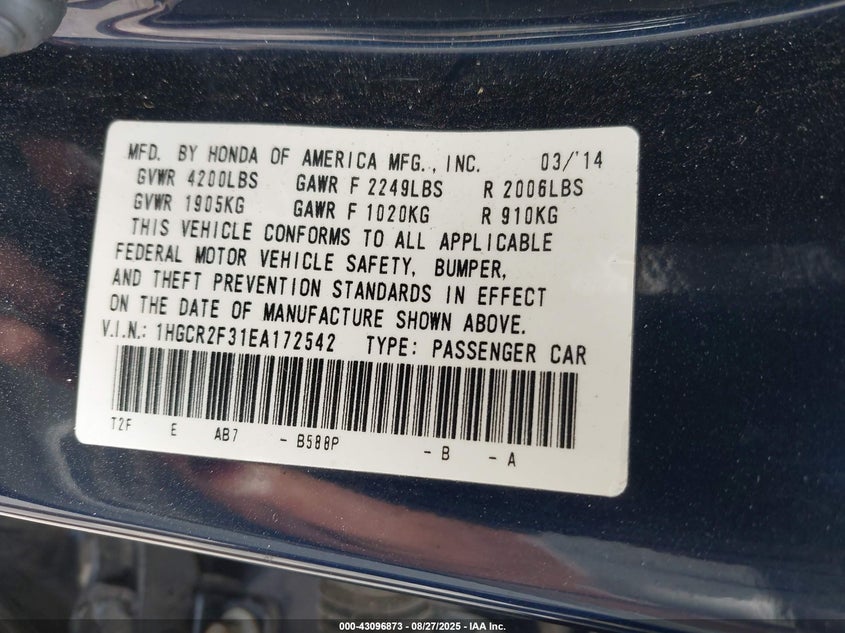 MFD. BY HONDA OF AMERICA MFG., INC. 03/'14
GVWR 4200LBS GAWR F 2249LBS R 2006LBS
GVWR 1905KG GAWR F 1020KG R 910KG
THIS VEHICLE CONFORMS TO ALL APPLICABLE
FEDERAL MOTOR VEHICLE SAFETY, BUMPER,
AND THEFT PREVENTION STANDARDS IN EFFECT
ON THE DATE OF MANUFACTURE SHOWN ABOVE.
V.I.N.: 1HGCR2F31EA172542 TYPE: PASSENGER CAR
T2F E AB7 - B588P - B - A
000-43096873 - 08/27/2025 - IAA Inc.